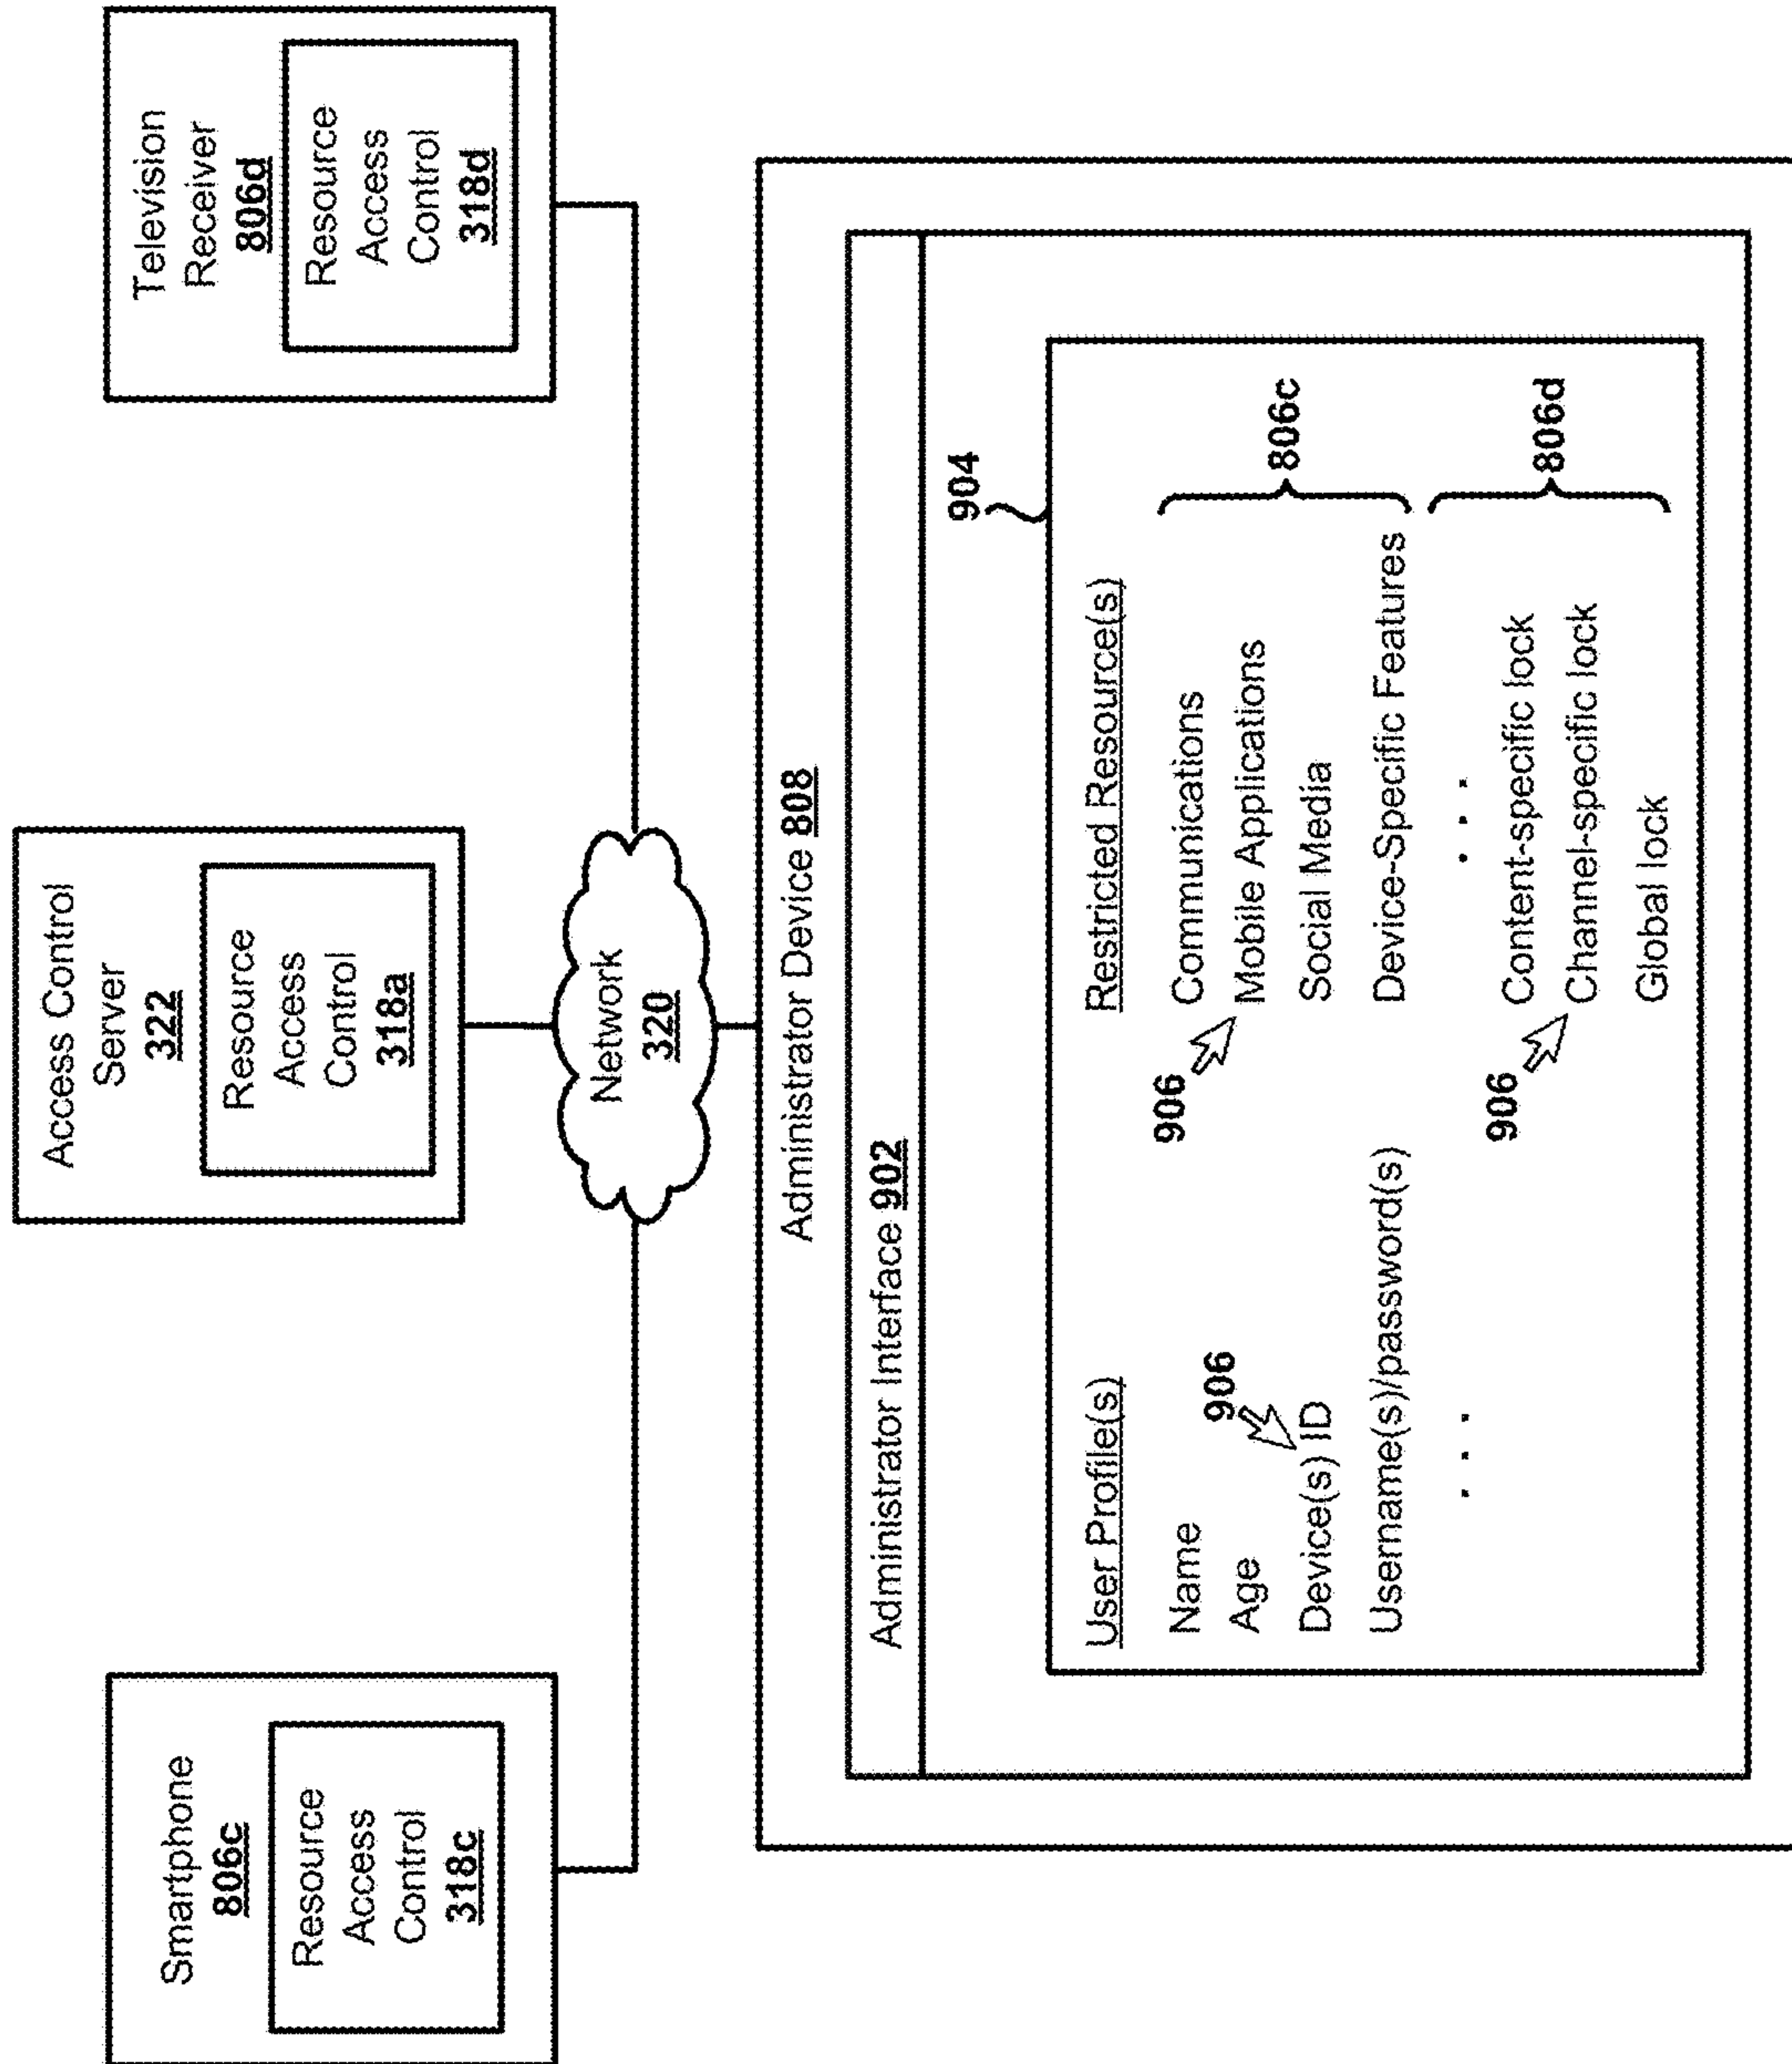 Smartphone
806c
Resource
Access
Control
318c
Access Control
Server
322
Resource
Access
Control
318a
Television
Receiver
806d
Resource
Access
Control
318d
Network
320
Administrator Device 808
Administrator Interface 902
904
User Profile(s)
Name
Age
906
Device(s) ID
Username(s)/password(s)
. . .
Restricted Resource(s)
906
Communications
Mobile Applications
Social Media
Device-Specific Features
806c
. . .
906
Content-specific lock
Channel-specific lock
Global lock
806d